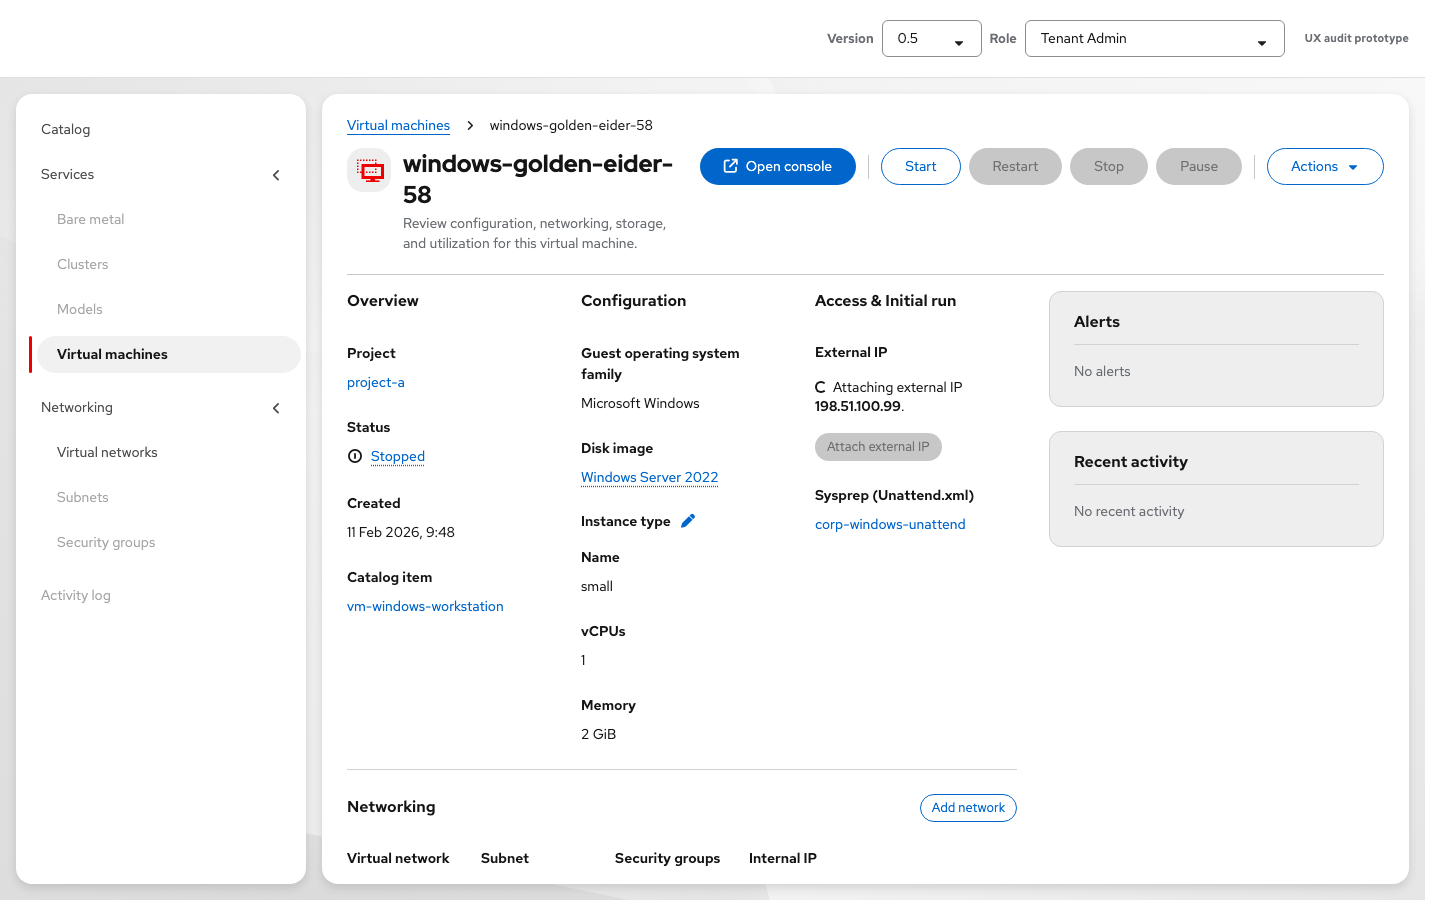 Version 0.5 Role Tenant Admin UX audit prototype
Catalog
Services
Bare metal
Clusters
Models
Virtual machines
Networking
Virtual networks
Subnets
Security groups
Activity log
Virtual machines windows-golden-eider-58
windows-golden-eider-
58
Review configuration, networking, storage,
and utilization for this virtual machine.
Open console Start Restart Stop Pause Actions
Overview
Project
project-a
Status
Stopped
Created
11 Feb 2026, 9:48
Catalog item
vm-windows-workstation
Configuration
Guest operating system
family
Microsoft Windows
Disk image
Windows Server 2022
Instance type
Name
small
vCPUs
1
Memory
2 GiB
Access & Initial run
External IP
Attaching external IP
198.51.100.99.
Attach external IP
Sysprep (Unattend.xml)
corp-windows-unattend
Alerts
No alerts
Recent activity
No recent activity
Networking Add network
Virtual network Subnet Security groups Internal IP